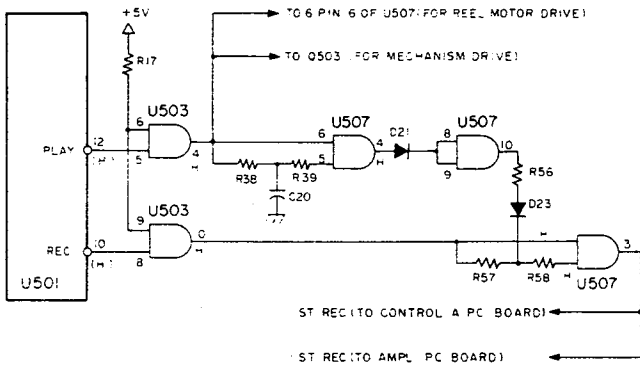 +5V
TO 6 PIN 6 OF U507(FOR REEL MOTOR DRIVE)
TO Q503 (FOR MECHANISM DRIVE)
R17
U503
6
5
4
H
PLAY
12
(H)
U507
6
5
4
H
D21
U507
8
9
10
R38
R39
C20
R56
D23
U503
9
8
0
H
REC
10
(H)
U501
R57
R58
3
U507
ST REC(TO CONTROL A PC BOARD)
ST REC(TO AMPL PC BOARD)